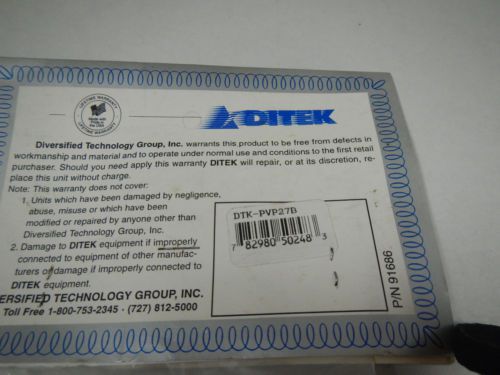 LIFETIME WARRANTY
LIFETIME WARRANTY
DITEK
Diversified Technology Group, Inc. warrants this product to be free from defects in
workmanship and material and to operate under normal use and conditions to the first retail
purchaser. Should you need apply this warranty DITEK will repair, or at its discretion, re-
place this unit without charge.
Note: This warranty does not cover:
1. Units which have been damaged by negligence,
abuse, misuse or which have been
modified or repaired by anyone other than
Diversified Technology Group, Inc.
2. Damage to DITEK equipment if improperly
connected to equipment of other manufac-
turers or damage if improperly connected to
DITEK equipment.
VERSIFIED TECHNOLOGY GROUP, INC.
Toll Free 1-800-753-2345 · (727) 812-5000
DTK-PVP27B
7 82980 50248 3
P/N 91686